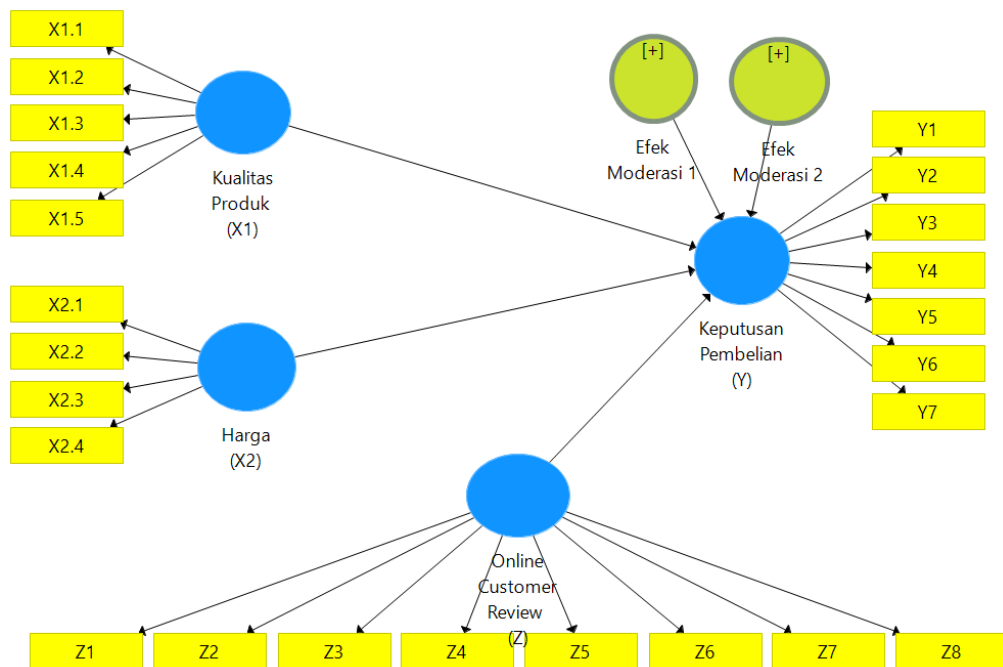 X1.1
X1.2
X1.3
X1.4
X1.5
Kualitas
Produk
(X1)
X2.1
X2.2
X2.3
X2.4
Harga
(X2)
[+]
Efek
Moderasi 1
[+]
Efek
Moderasi 2
Keputusan
Pembelian
(Y)
Y1
Y2
Y3
Y4
Y5
Y6
Y7
Online
Customer
Review
(Z)
Z1
Z2
Z3
Z4
Z5
Z6
Z7
Z8